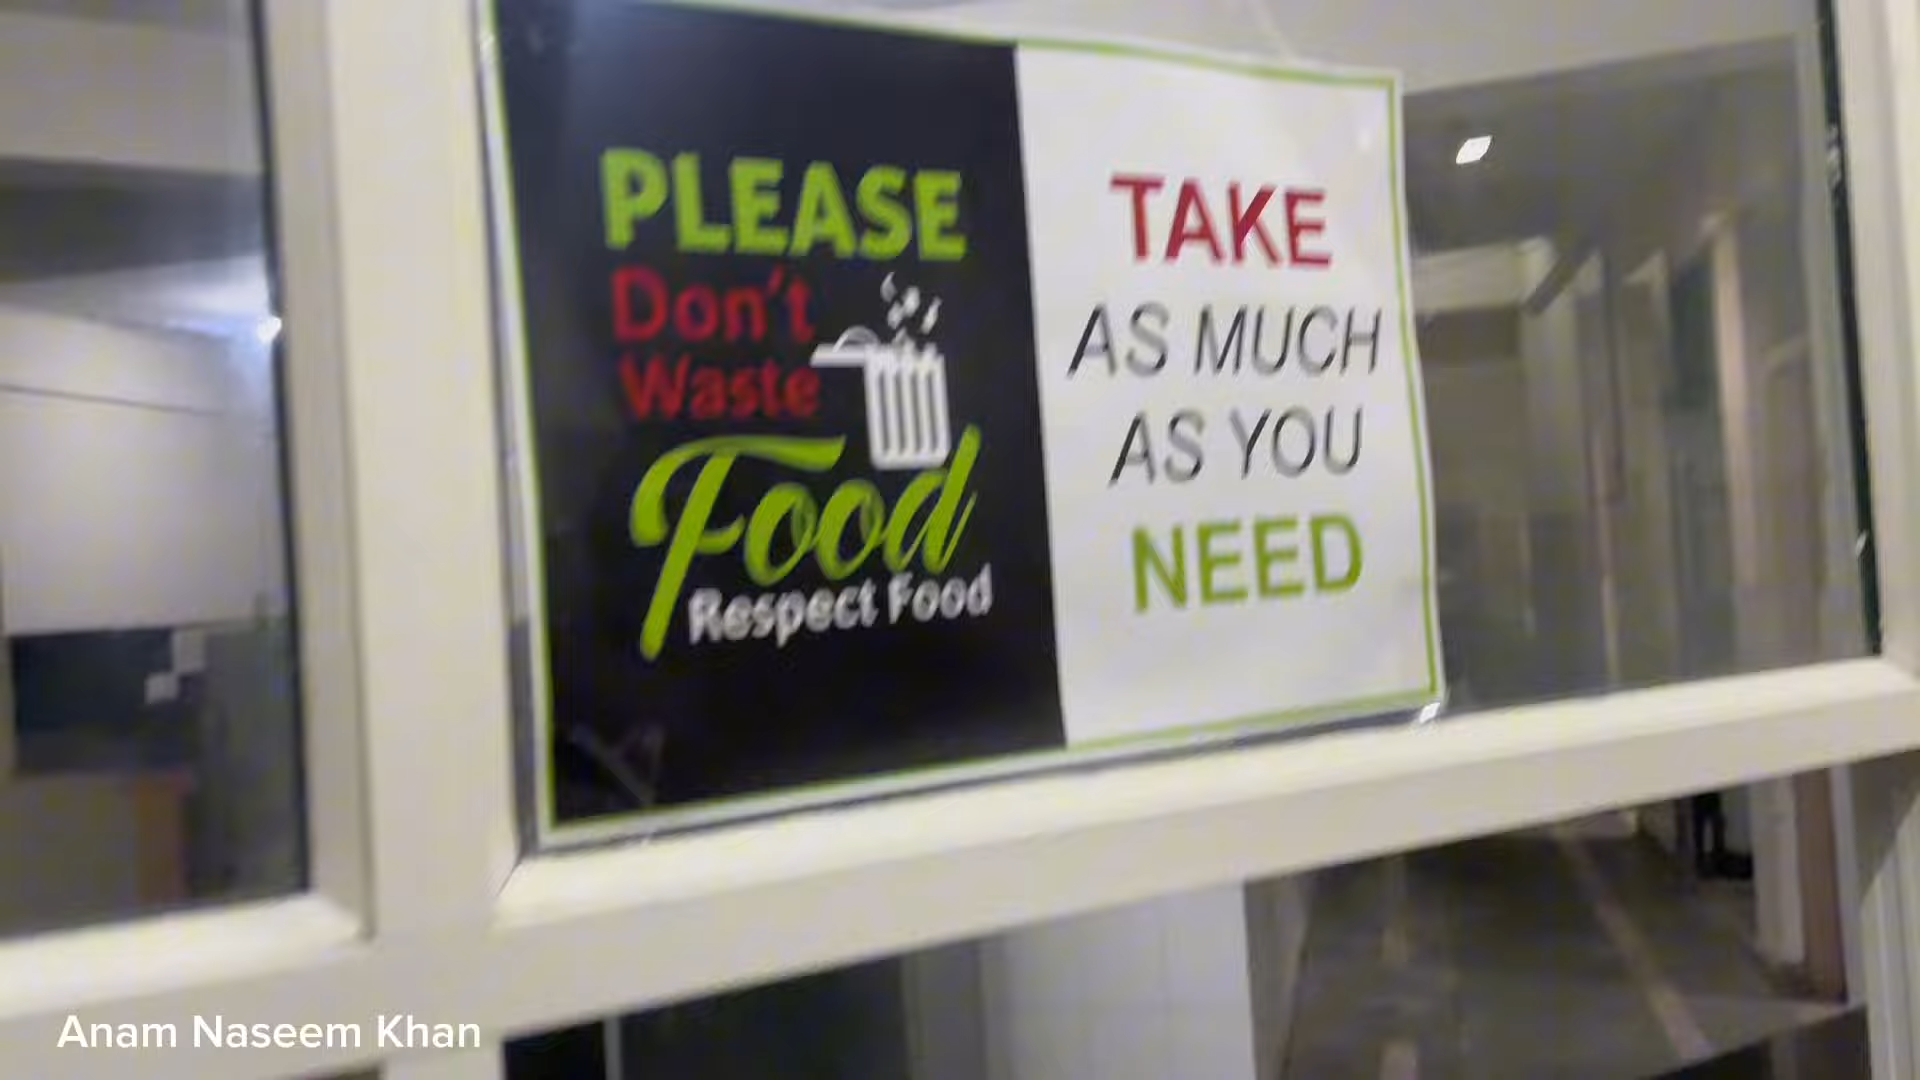 PLEASE
Don't
Waste
Food
Respect Food
TAKE
AS MUCH
AS YOU
NEED
Anam Naseem Khan